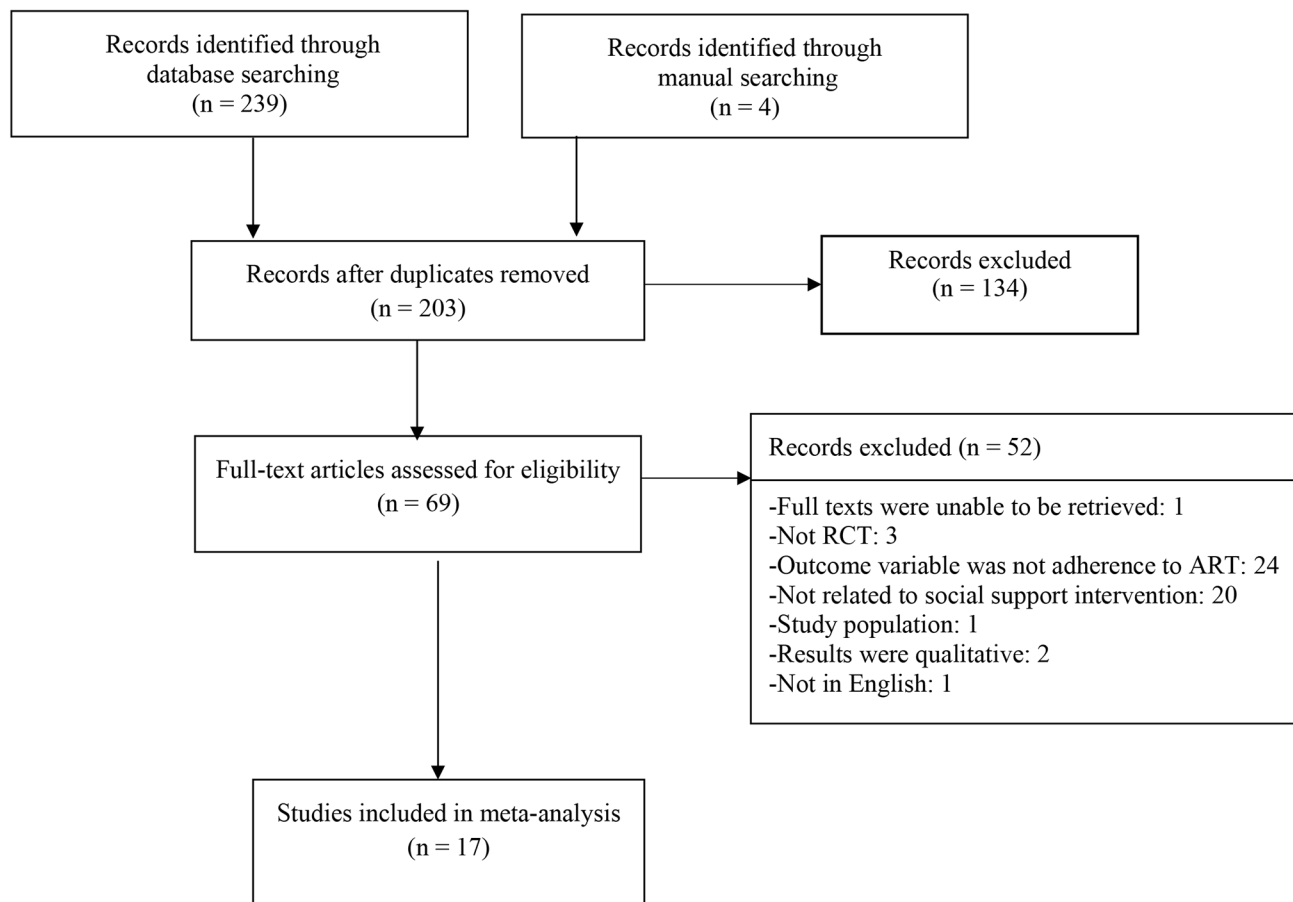 Records identified through
database searching
(n = 239)
Records identified through
manual searching
(n = 4)
Records after duplicates removed
(n = 203)
Records excluded
(n = 134)
Full-text articles assessed for eligibility
(n = 69)
Records excluded (n = 52)
-Full texts were unable to be retrieved: 1
-Not RCT: 3
-Outcome variable was not adherence to ART: 24
-Not related to social support intervention: 20
-Study population: 1
-Results were qualitative: 2
-Not in English: 1
Studies included in meta-analysis
(n = 17)